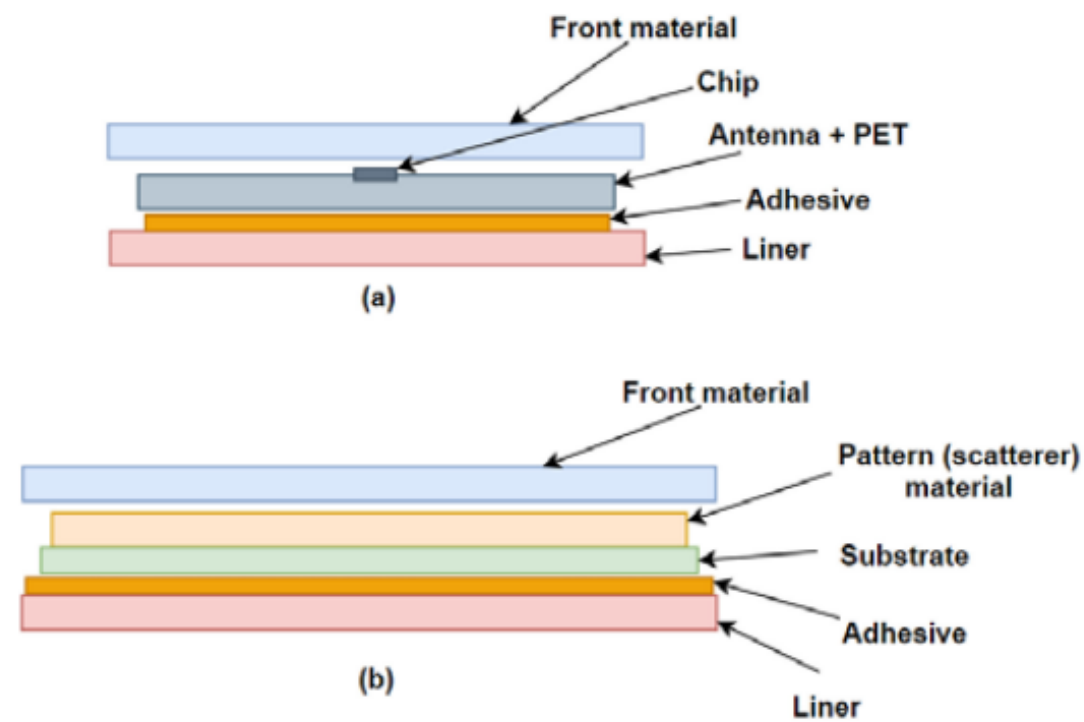 Front material
Chip
Antenna + PET
Adhesive
Liner
(a)
Front material
Pattern (scatterer)
material
Substrate
Adhesive
(b)
Liner